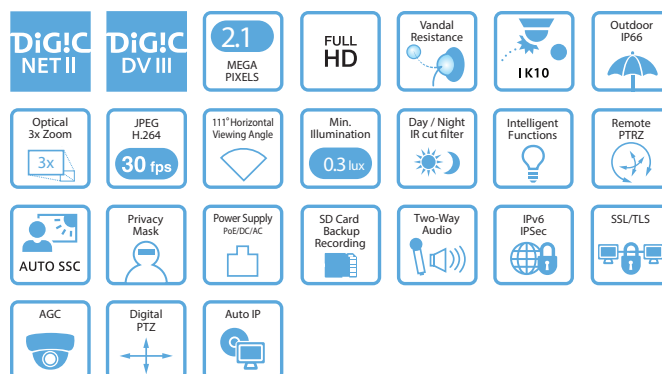 DiG!C
NET II
DiG!C
DV III
2.1
MEGA
PIXELS
FULL
HD
Vandal
Resistance
IK10
Outdoor
IP66
Optical
3x Zoom
3x
JPEG
H.264
30 fps
111° Horizontal
Viewing Angle
Min.
Illumination
0.3 lux
Day / Night
IR cut filter
Intelligent
Functions
Remote
PTRZ
AUTO SSC
Privacy
Mask
Power Supply
PoE/DC/AC
SD Card
Backup
Recording
Two-Way
Audio
IPv6
IPSec
SSL/TLS
AGC
Digital
PTZ
Auto IP